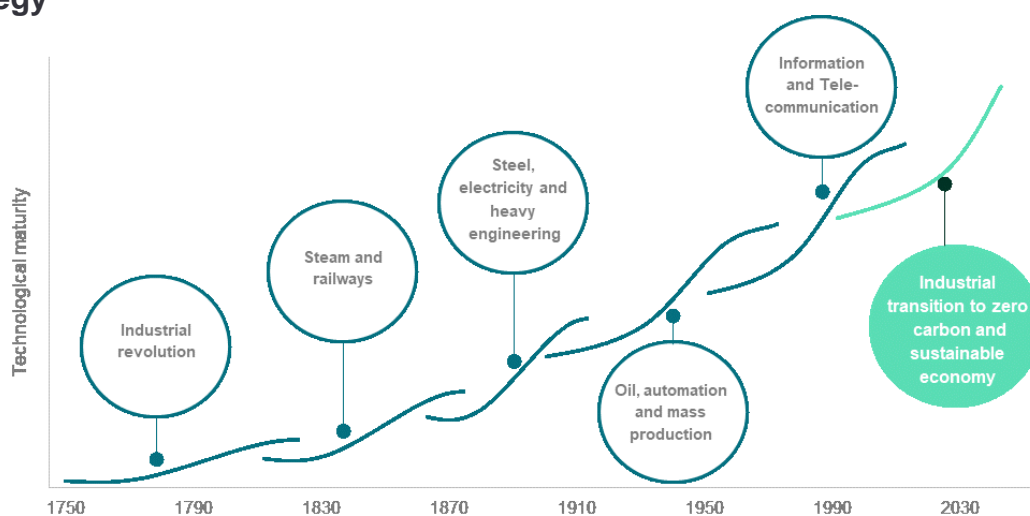 Information
and Tele-
communication
Steel,
electricity and
heavy
engineering
Steam and
railways
Industrial
revolution
Oil, automation
and mass
production
Industrial
transition to zero
carbon and
sustainable
economy
Technological maturity
1750 1790 1830 1870 1910 1950 1990 2030